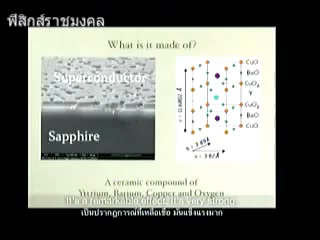 ฟิสิกส์ราชมงคล
What is it made of?
Superconductor
Sapphire
CuO
BaO
CuO₂
Y
CuO₂
BaO
CuO
A ceramic compound of
Yttrium, Barium, Copper and Oxygen
It's a remarkable effect. It's very strong,
เป็นปรากฏการณ์ที่เหลือเชื่อ มันแข็งแรงมาก